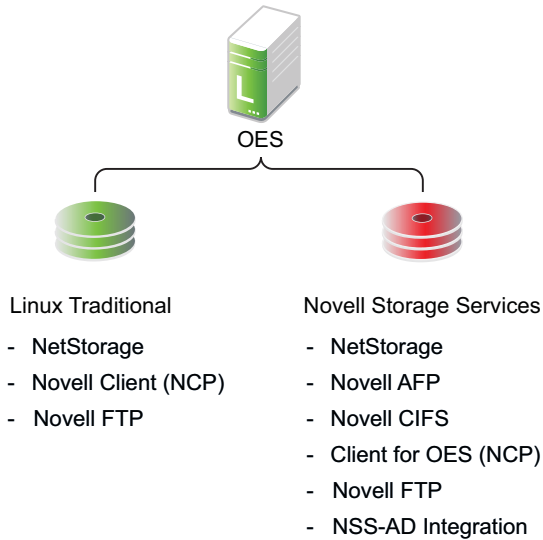 L
OES
Linux Traditional
- NetStorage
- Novell Client (NCP)
- Novell FTP
Novell Storage Services
- NetStorage
- Novell AFP
- Novell CIFS
- Client for OES (NCP)
- Novell FTP
- NSS-AD Integration